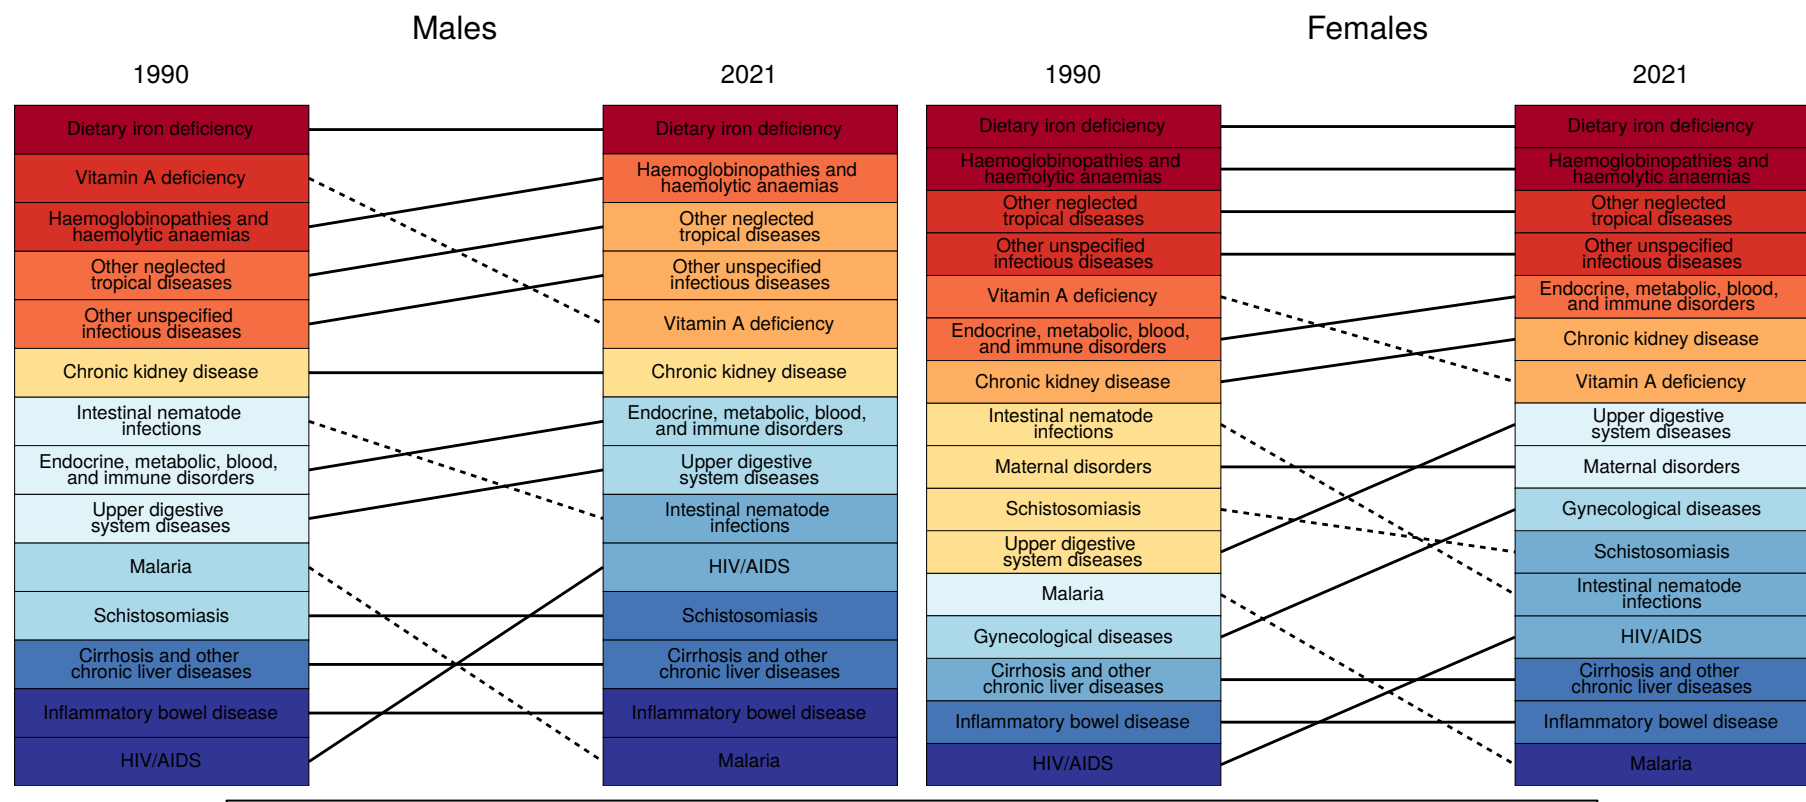 Males
1990
2021
Dietary iron deficiency
Vitamin A deficiency
Haemoglobinopathies and
haemolytic anaemias
Other neglected
tropical diseases
Other unspecified
infectious diseases
Chronic kidney disease
Intestinal nematode
infections
Endocrine, metabolic, blood,
and immune disorders
Upper digestive
system diseases
Malaria
Schistosomiasis
Cirrhosis and other
chronic liver diseases
Inflammatory bowel disease
HIV/AIDS
Dietary iron deficiency
Haemoglobinopathies and
haemolytic anaemias
Other neglected
tropical diseases
Other unspecified
infectious diseases
Vitamin A deficiency
Chronic kidney disease
Endocrine, metabolic, blood,
and immune disorders
Upper digestive
system diseases
Intestinal nematode
infections
HIV/AIDS
Schistosomiasis
Cirrhosis and other
chronic liver diseases
Inflammatory bowel disease
Malaria
Females
1990
2021
Dietary iron deficiency
Haemoglobinopathies and
haemolytic anaemias
Other neglected
tropical diseases
Other unspecified
infectious diseases
Vitamin A deficiency
Endocrine, metabolic, blood,
and immune disorders
Chronic kidney disease
Intestinal nematode
infections
Maternal disorders
Schistosomiasis
Upper digestive
system diseases
Malaria
Gynecological diseases
Cirrhosis and other
chronic liver diseases
Inflammatory bowel disease
HIV/AIDS
Dietary iron deficiency
Haemoglobinopathies and
haemolytic anaemias
Other neglected
tropical diseases
Other unspecified
infectious diseases
Endocrine, metabolic, blood,
and immune disorders
Chronic kidney disease
Vitamin A deficiency
Upper digestive
system diseases
Maternal disorders
Gynecological diseases
Schistosomiasis
Intestinal nematode
infections
HIV/AIDS
Cirrhosis and other
chronic liver diseases
Inflammatory bowel disease
Malaria